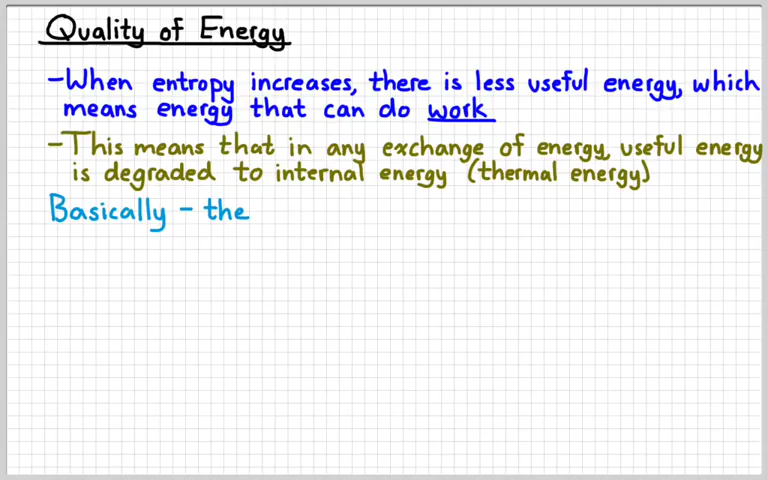 Quality of Energy
-When entropy increases, there is less useful energy, which
means energy that can do work
-This means that in any exchange of energy, useful energy
is degraded to internal energy (thermal energy)
Basically - the